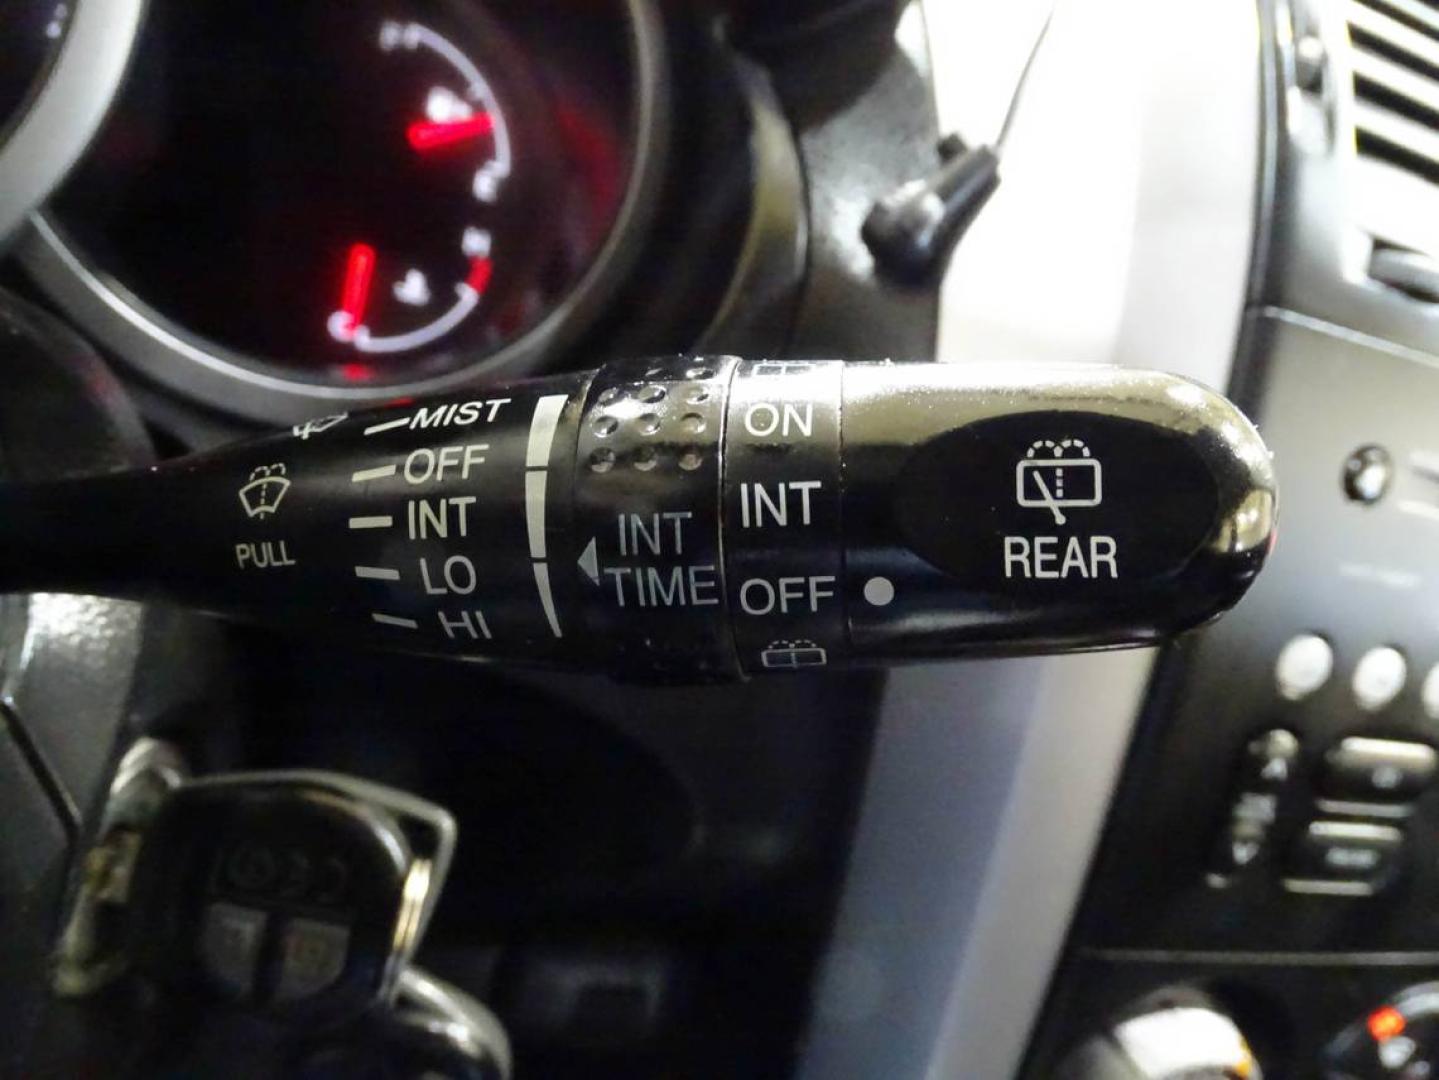 MIST
OFF
INT
LO
HI
PULL
INT
TIME
ON
INT
OFF
REAR